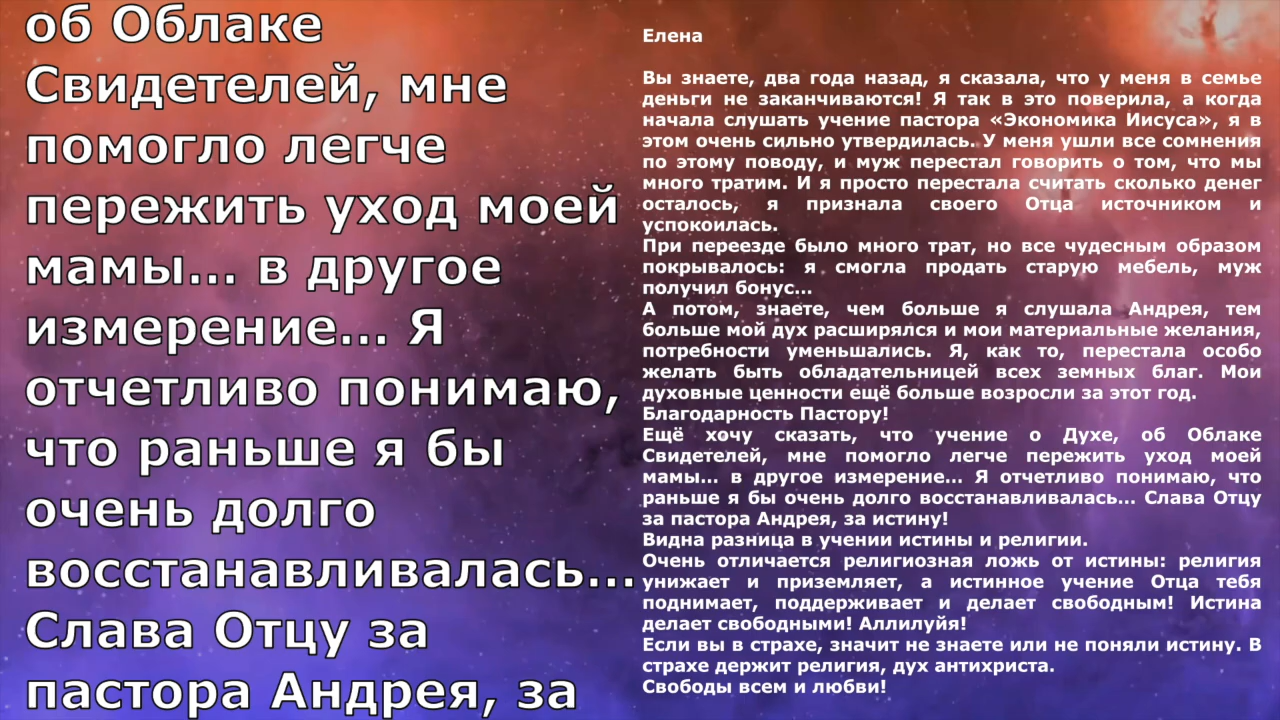 об Облаке
Свидетелей, мне
помогло легче
пережить уход моей
мамы... в другое
измерение... Я
отчетливо понимаю,
что раньше я бы
очень долго
восстанавливалась...
Слава Отцу за
пастора Андрея, за
Елена
Вы знаете, два года назад, я сказала, что у меня в семье
деньги не заканчиваются! Я так в это поверила, а когда
начала слушать учение пастора «Экономика Иисуса», я в
этом очень сильно утвердилась. У меня ушли все сомнения
по этому поводу, и муж перестал говорить о том, что мы
много тратим. И я просто перестала считать сколько денег
осталось, я признала своего Отца источником и
успокоилась.
При переезде было много трат, но все чудесным образом
покрывалось: я смогла продать старую мебель, муж
получил бонус...
А потом, знаете, чем больше я слушала Андрея, тем
больше мой дух расширялся и мои материальные желания,
потребности уменьшались. Я, как то, перестала особо
желать быть обладательницей всех земных благ. Мои
духовные ценности ещё больше возросли за этот год.
Благодарность Пастору!
Ещё хочу сказать, что учение о Духе, об Облаке
Свидетелей, мне помогло легче пережить уход моей
мамы... в другое измерение... Я отчетливо понимаю, что
раньше я бы очень долго восстанавливалась... Слава Отцу
за пастора Андрея, за истину!
Видна разница в учении истины и религии.
Очень отличается религиозная ложь от истины: религия
унижает и приземляет, а истинное учение Отца тебя
поднимает, поддерживает и делает свободным! Истина
делает свободными! Аллилуйя!
Если вы в страхе, значит не знаете или не поняли истину. В
страхе держит религия, дух антихриста.
Свободы всем и любви!